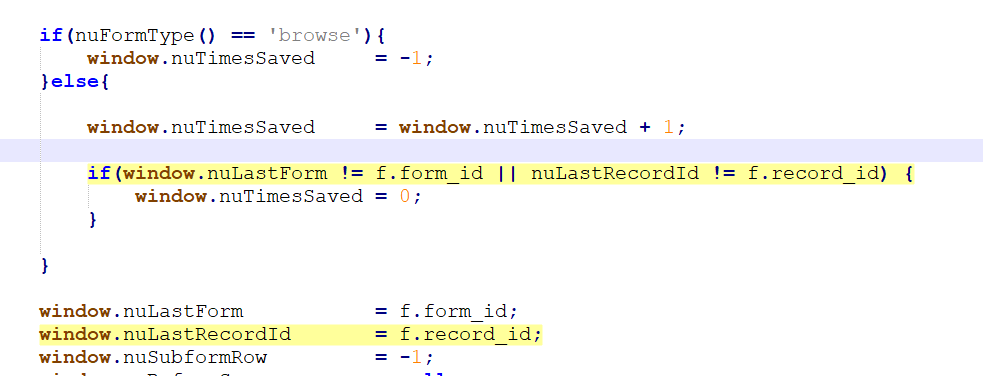 if(nuFormType() == 'browse'){
window.nuTimesSaved = -1;
}else{
window.nuTimesSaved = window.nuTimesSaved + 1;
if(window.nuLastForm != f.form_id || nuLastRecordId != f.record_id) {
window.nuTimesSaved = 0;
}
}
window.nuLastForm = f.form_id;
window.nuLastRecordId = f.record_id;
window.nuSubformRow = -1;